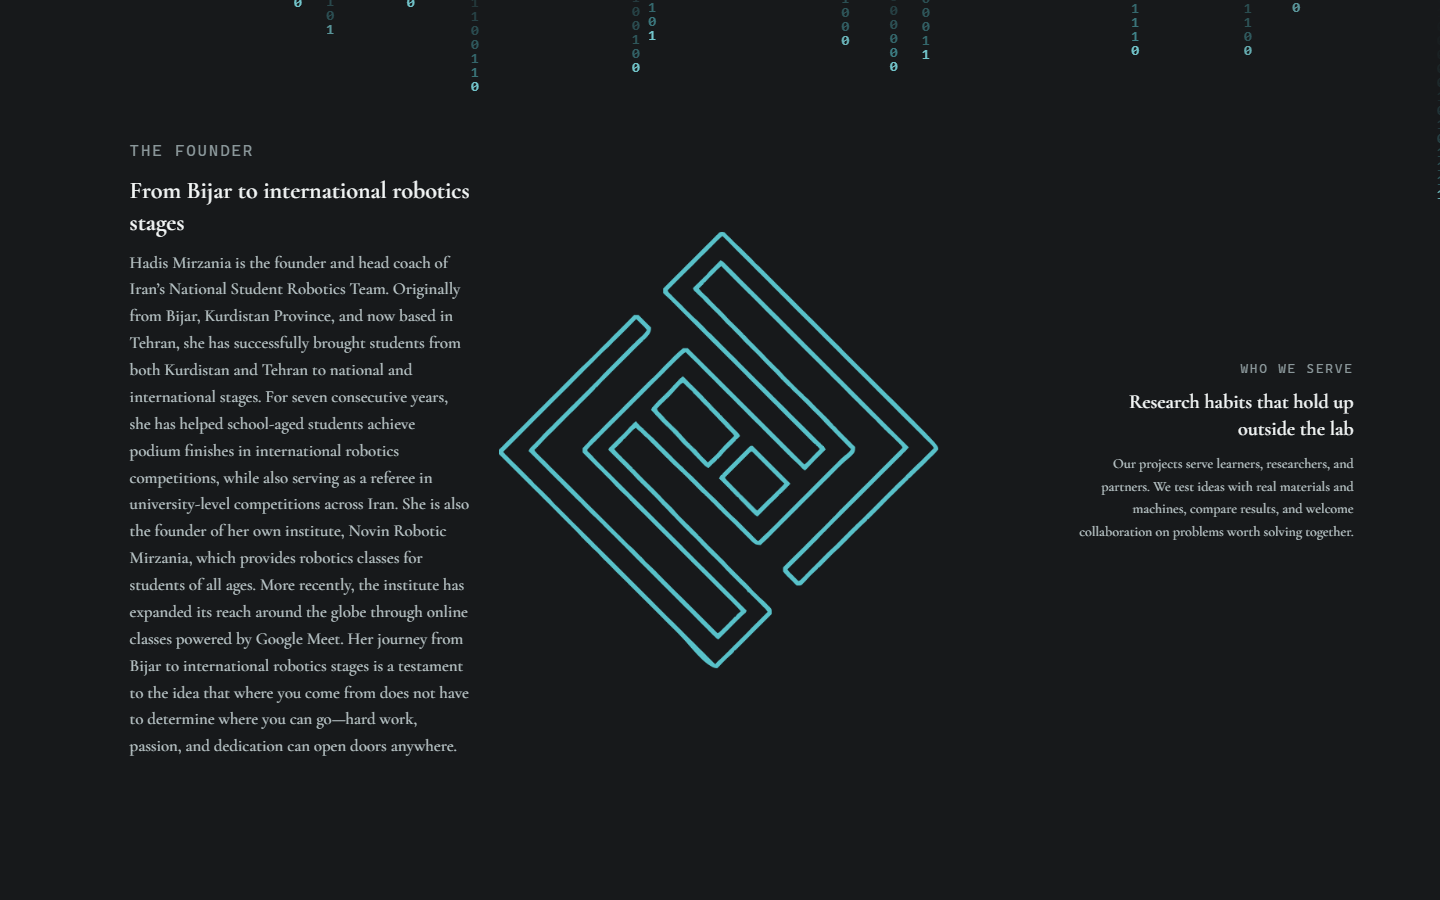 THE FOUNDER
From Bijar to international robotics
stages
Hadis Mirzania is the founder and head coach of
Iran’s National Student Robotics Team. Originally
from Bijar, Kurdistan Province, and now based in
Tehran, she has successfully brought students from
both Kurdistan and Tehran to national and
international stages. For seven consecutive years,
she has helped school-aged students achieve
podium finishes in international robotics
competitions, while also serving as a referee in
university-level competitions across Iran. She is also
the founder of her own institute, Novin Robotic
Mirzania, which provides robotics classes for
students of all ages. More recently, the institute has
expanded its reach around the globe through online
classes powered by Google Meet. Her journey from
Bijar to international robotics stages is a testament
to the idea that where you come from does not have
to determine where you can go—hard work,
passion, and dedication can open doors anywhere.
WHO WE SERVE
Research habits that hold up
outside the lab
Our projects serve learners, researchers, and
partners. We test ideas with real materials and
machines, compare results, and welcome
collaboration on problems worth solving together.